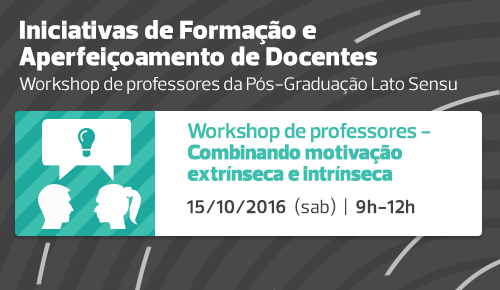 Iniciativas de Formação e
Aperfeiçoamento de Docentes
Workshop de professores da Pós-Graduação Lato Sensu
Workshop de professores –
Combinando motivação
extrínseca e intrínseca
15/10/2016 (sab) | 9h-12h